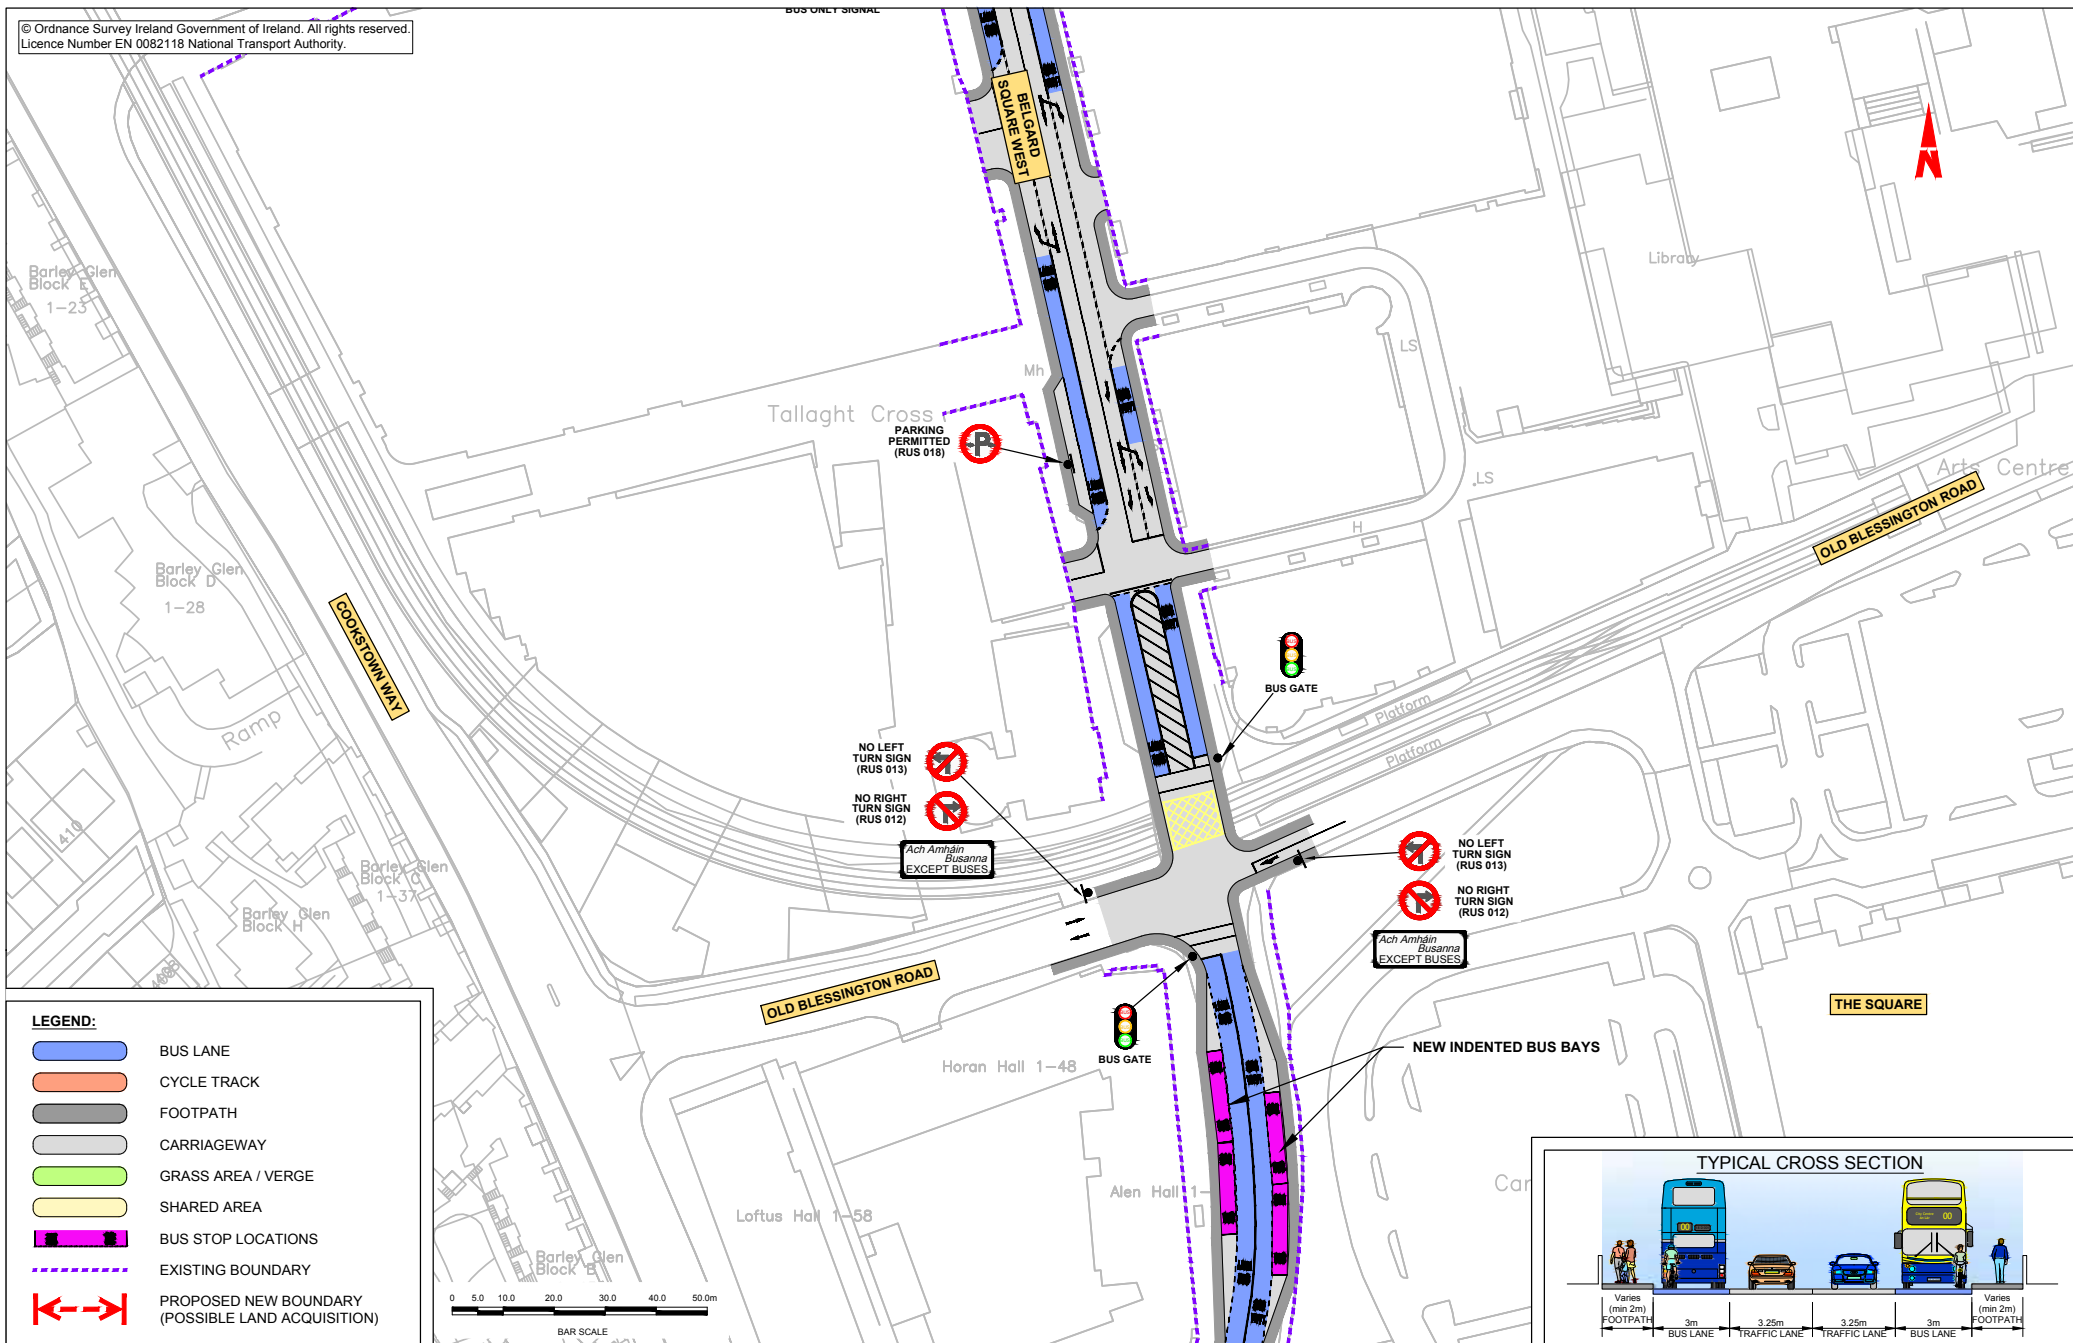 BUS ONLY SIGNAL
© Ordnance Survey Ireland Government of Ireland. All rights reserved.
Licence Number EN 0082118 National Transport Authority.
BELGARD
SQUARE WEST
N
Library
Barley Glen
Block E
1-23
LS
Mh
Tallaght Cross
PARKING
PERMITTED
(RUS 018)
P
LS
Arts Centre
OLD BLESSINGTON ROAD
H
Barley Glen
Block D
1-28
COOKSTOWN WAY
BUS GATE
Platform
Platform
Ramp
NO LEFT
TURN SIGN
(RUS 013)
NO RIGHT
TURN SIGN
(RUS 012)
Ach Amháin
Busanna
EXCEPT BUSES
NO LEFT
TURN SIGN
(RUS 013)
NO RIGHT
TURN SIGN
(RUS 012)
Ach Amháin
Busanna
EXCEPT BUSES
410
Barley Glen
Block G
1-37
Barley Glen
Block H
OLD BLESSINGTON ROAD
THE SQUARE
BUS GATE
NEW INDENTED BUS BAYS
Horan Hall 1-48
Alen Hall 1-
Loftus Hall 1-58
Barley Glen
Block B
Car
LEGEND:
BUS LANE
CYCLE TRACK
FOOTPATH
CARRIAGEWAY
GRASS AREA / VERGE
SHARED AREA
BUS STOP LOCATIONS
EXISTING BOUNDARY
PROPOSED NEW BOUNDARY
(POSSIBLE LAND ACQUISITION)
0 5.0 10.0 20.0 30.0 40.0 50.0m
BAR SCALE
TYPICAL CROSS SECTION
00
00
Varies
(min 2m)
FOOTPATH
3m
BUS LANE
3.25m
TRAFFIC LANE
3.25m
TRAFFIC LANE
3m
BUS LANE
Varies
(min 2m)
FOOTPATH